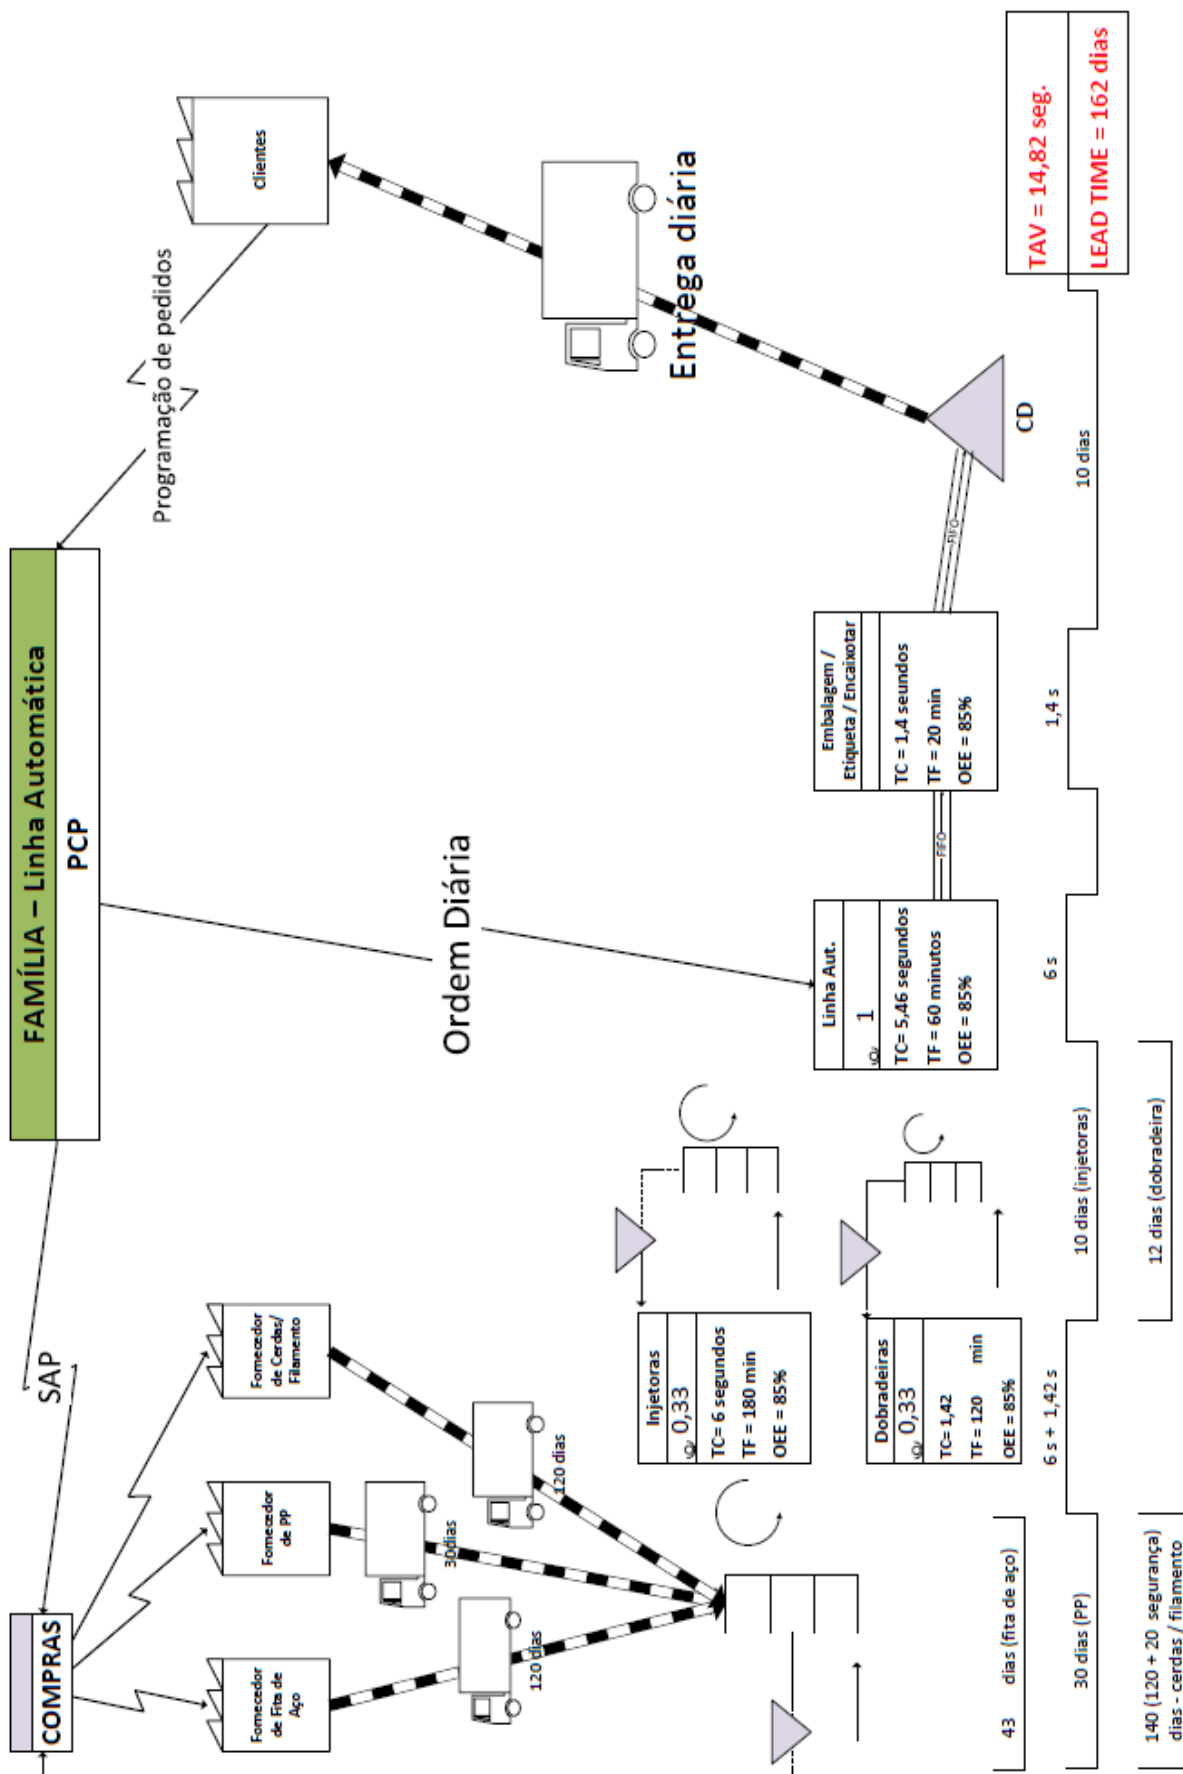 FAMÍLIA – Linha Automática
PCP
COMPRAS
SAP
Programação de pedidos
Clientes
Fornecedor
de Fita de
Aço
Fornecedor
de PP
Fornecedor
de Cerdas/
Filamento
120 dias
30dias
120 dias
Ordem Diária
Entrega diária
Injetoras
0,33
TC= 6 segundos
TF = 180 min
OEE = 85%
Dobradeiras
0,33
TC= 1,42
TF = 120 min
OEE = 85%
Linha Aut.
1
TC= 5,46 segundos
TF = 60 minutos
OEE = 85%
FIFO
Embalagem /
Etiqueta / Encaixotar
TC = 1,4 seundos
TF = 20 min
OEE = 85%
FIFO
CD
43 dias (fita de aço)
30 dias (PP)
140 (120 + 20 segurança)
dias - cerdas / filamento
6 s + 1,42 s
10 dias (injetoras)
12 dias (dobradeira)
6 s
1,4 s
10 dias
TAV = 14,82 seg.
LEAD TIME = 162 dias